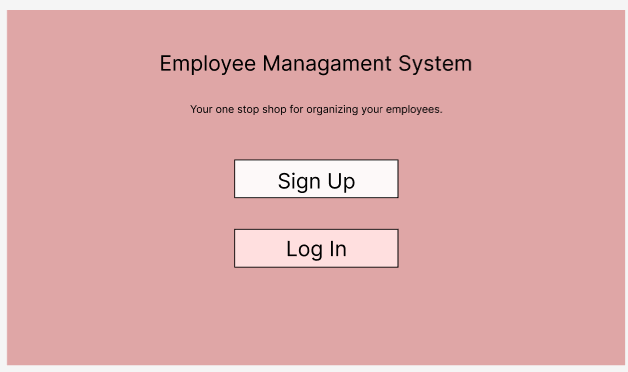 Employee Managament System
Your one stop shop for organizing your employees.
Sign Up
Log In